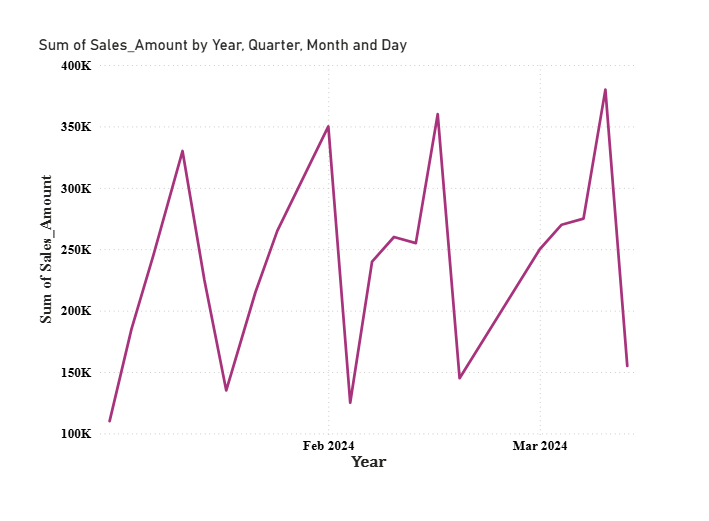 Sum of Sales_Amount by Year, Quarter, Month and Day
400K
350K
300K
250K
200K
150K
100K
Sum of Sales_Amount
Feb 2024
Mar 2024
Year